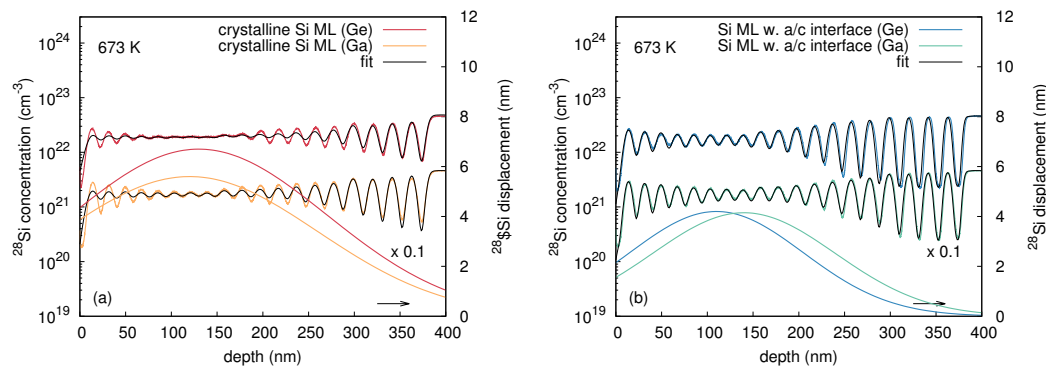 673 K
crystalline Si ML (Ge)
crystalline Si ML (Ga)
fit
x 0.1
(a)
10^24
10^23
10^22
10^21
10^20
10^19
12
10
8
6
4
2
0
0 50 100 150 200 250 300 350 400
depth (nm)
^28Si concentration (cm^-3)
^28$Si displacement (nm)
673 K
Si ML w. a/c interface (Ge)
Si ML w. a/c interface (Ga)
fit
x 0.1
(b)
10^24
10^23
10^22
10^21
10^20
10^19
12
10
8
6
4
2
0
0 50 100 150 200 250 300 350 400
depth (nm)
^28Si concentration (cm^-3)
^28Si displacement (nm)